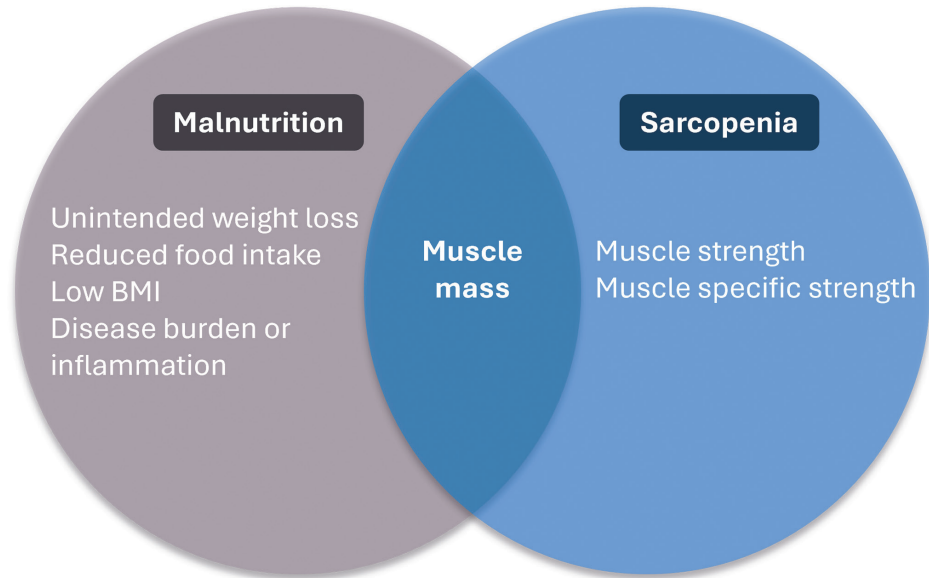 Malnutrition
Unintended weight loss
Reduced food intake
Low BMI
Disease burden or
inflammation
Muscle
mass
Sarcopenia
Muscle strength
Muscle specific strength